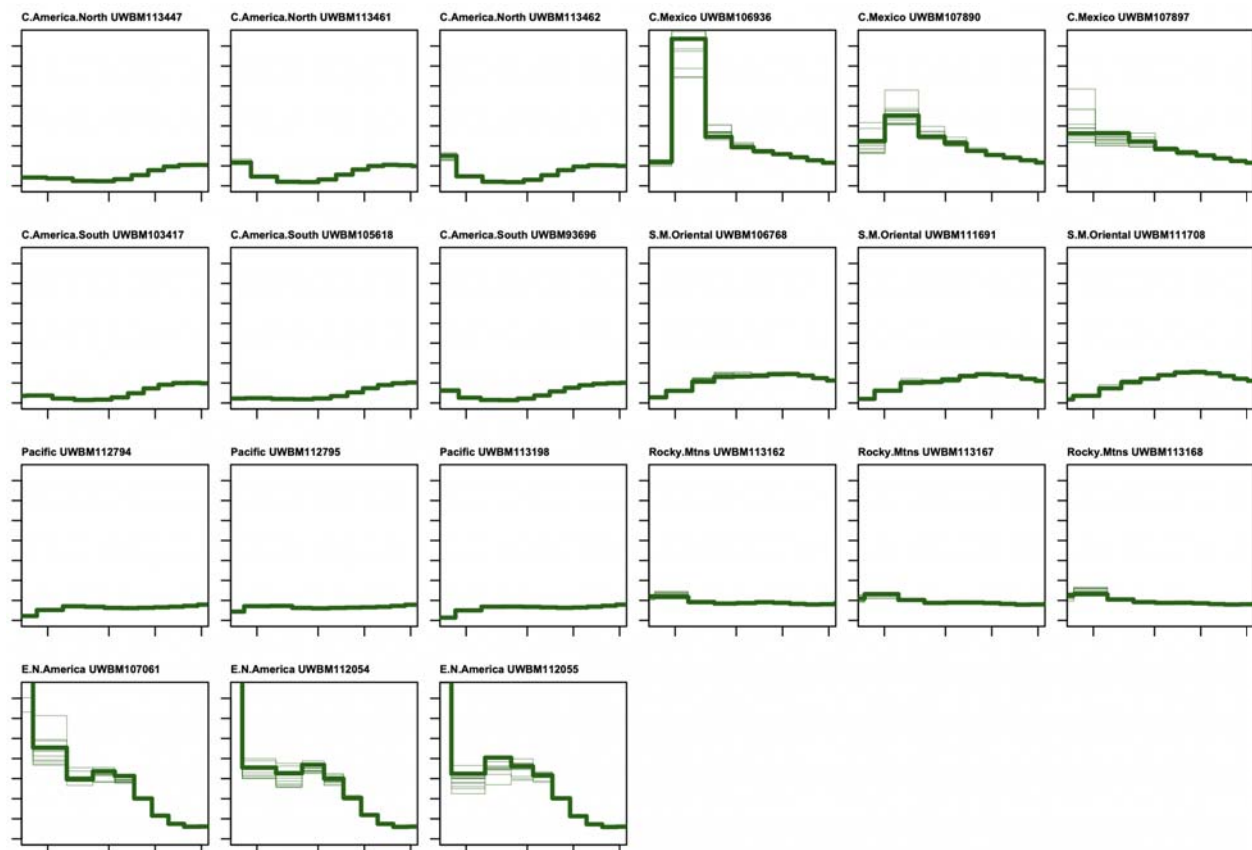 C.America.North UWBM113447
C.America.North UWBM113461
C.America.North UWBM113462
C.Mexico UWBM106936
C.Mexico UWBM107890
C.Mexico UWBM107897
C.America.South UWBM103417
C.America.South UWBM105618
C.America.South UWBM93696
S.M.Oriental UWBM106768
S.M.Oriental UWBM111691
S.M.Oriental UWBM111708
Pacific UWBM112794
Pacific UWBM112795
Pacific UWBM113198
Rocky.Mtns UWBM113162
Rocky.Mtns UWBM113167
Rocky.Mtns UWBM113168
E.N.America UWBM107061
E.N.America UWBM112054
E.N.America UWBM112055